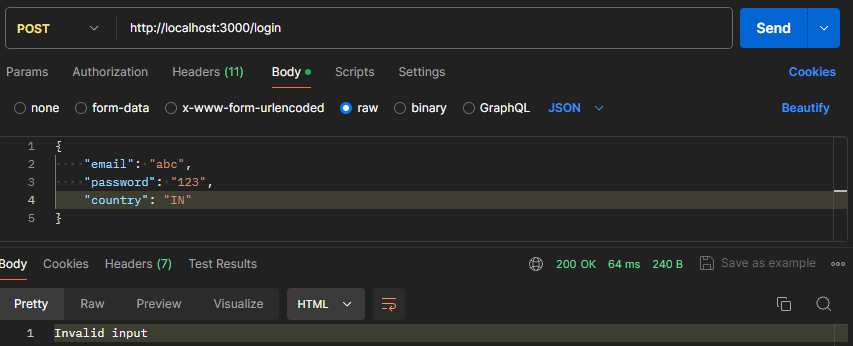 POST http://localhost:3000/login Send
Params Authorization Headers (11) Body Scripts Settings Cookies
none form-data x-www-form-urlencoded raw binary GraphQL JSON Beautify
1 {
2 "email": "abc",
3 "password": "123",
4 "country": "IN"
5 }
Body Cookies Headers (7) Test Results 200 OK 64 ms 240 B Save as example
Pretty Raw Preview Visualize HTML
1 Invalid input